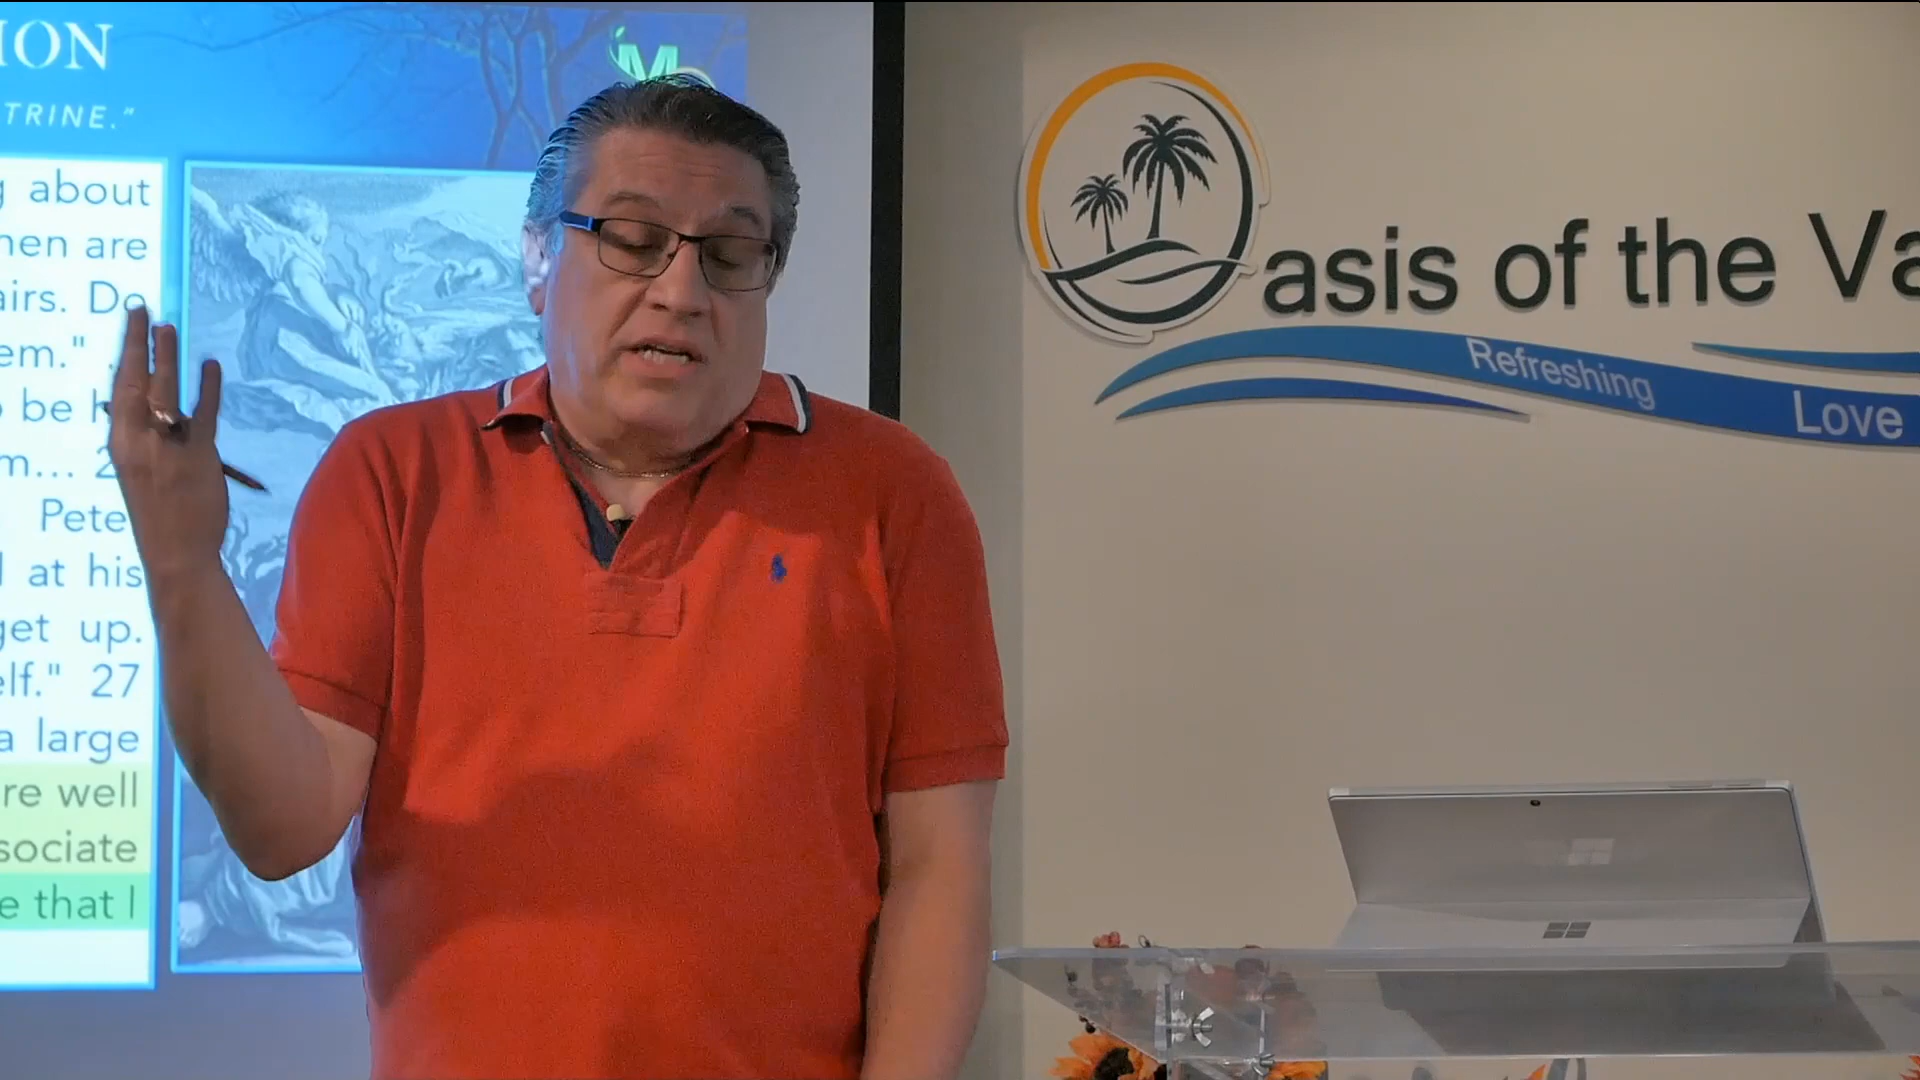 ION
TRINE."
g about
nen are
airs. Do
em." .
be h
m... 2
Pete
at his
get up.
elf." 27
a large
re well
sociate
e that I
M
asis of the Va
Refreshing
Love